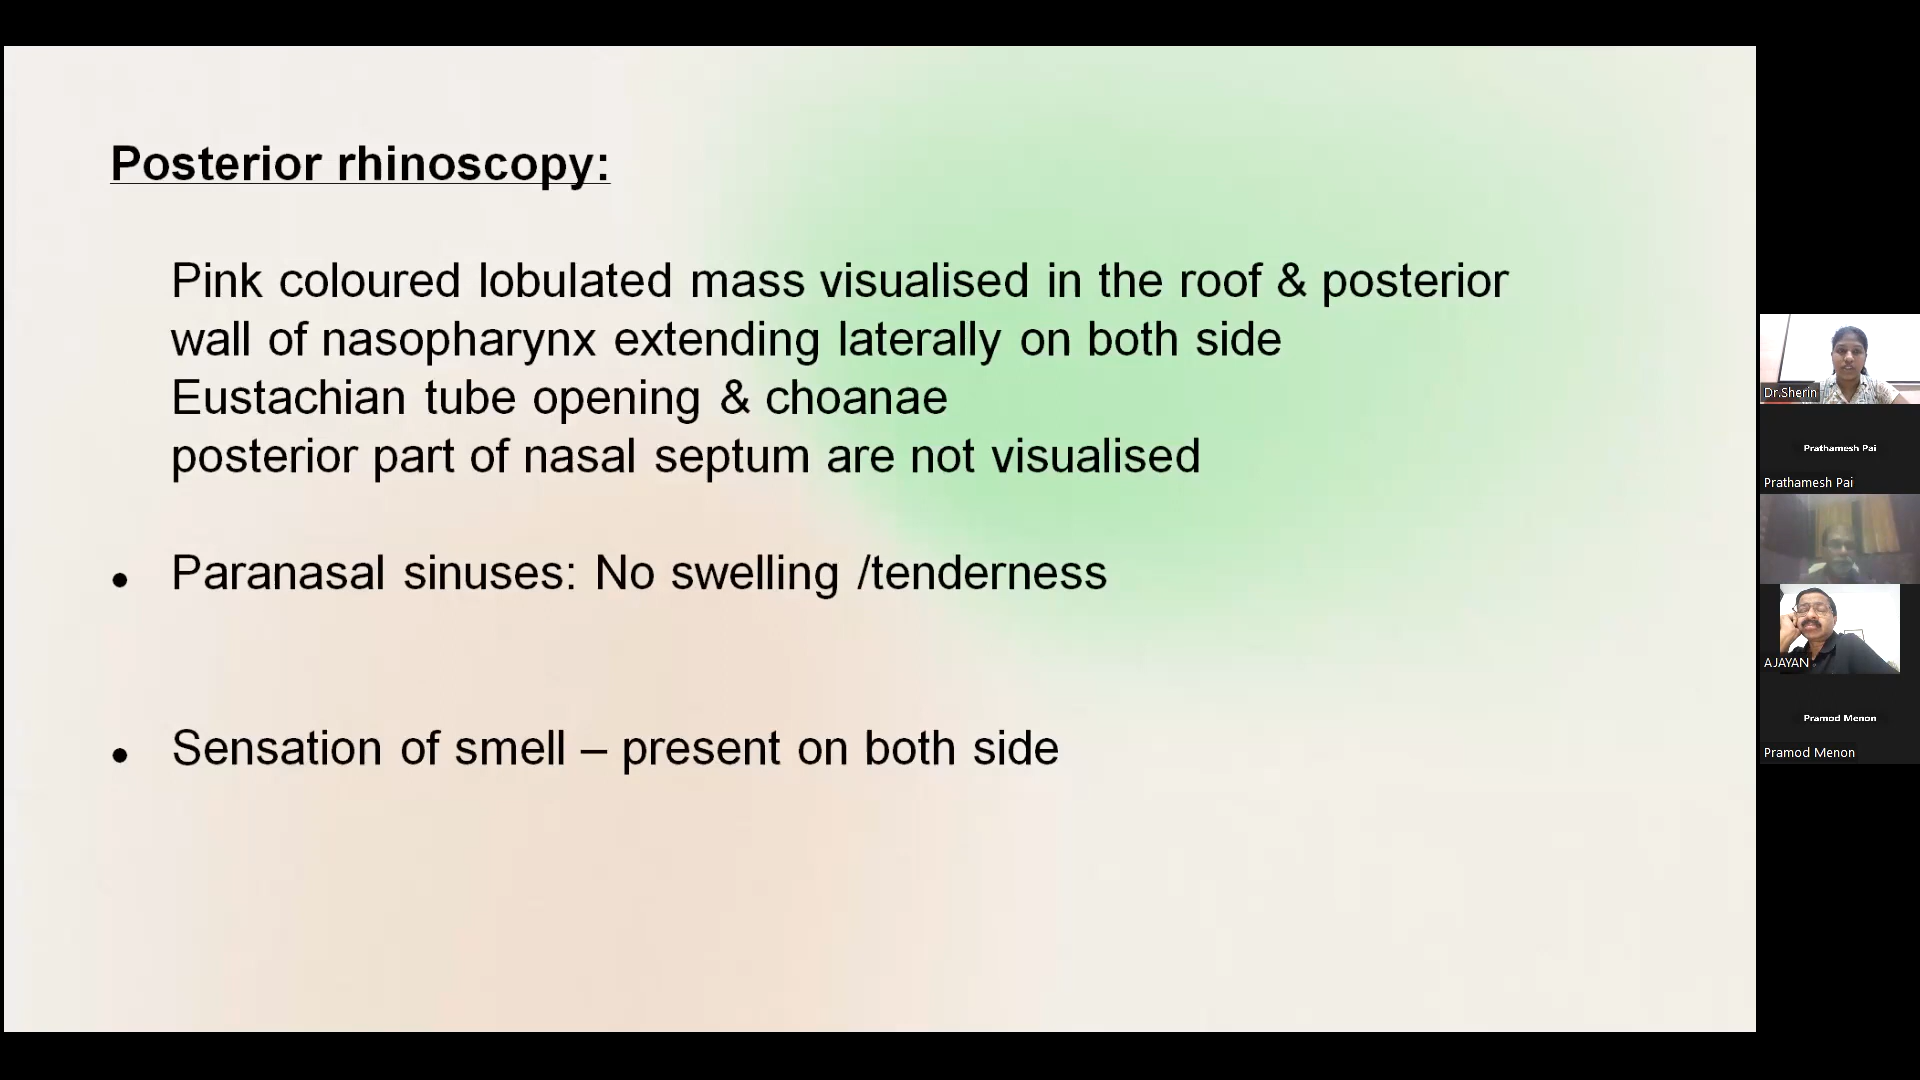 Posterior rhinoscopy:
Pink coloured lobulated mass visualised in the roof & posterior
wall of nasopharynx extending laterally on both side
Eustachian tube opening & choanae
posterior part of nasal septum are not visualised
• Paranasal sinuses: No swelling /tenderness
• Sensation of smell – present on both side
Dr.Sherin
Prathamesh Pai
Prathamesh Pai
AJAYAN
Pramod Menon
Pramod Menon